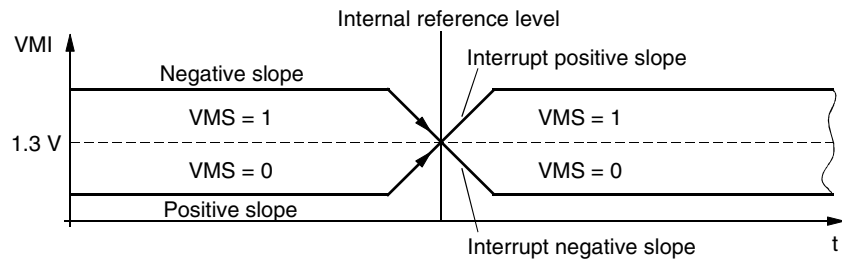 Internal reference level
VMI
Negative slope
Interrupt positive slope
VMS = 1
VMS = 1
1.3 V
VMS = 0
VMS = 0
Positive slope
Interrupt negative slope
t